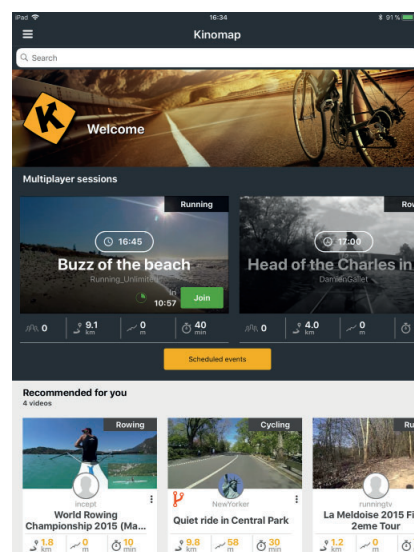 iPad 16:34 91 %
Kinomap
Search
Welcome
Multiplayer sessions
Running
16:45
Buzz of the beach
Running_Unlimited
in
10:57
Join
0 9.1 km 0 m 40 min
17:00
Head of the Charles in
DamienGallet
0 4.0 km 0 m
Scheduled events
Recommended for you
4 videos
Rowing
incept
World Rowing
Championship 2015 (Ma...
1.8 km 0 m 10 min
Cycling
NewYorker
Quiet ride in Central Park
9.8 km 58 m 30 min
runningtv
La Meldoise 2015 Fi
2eme Tour
1.2 km 0 m